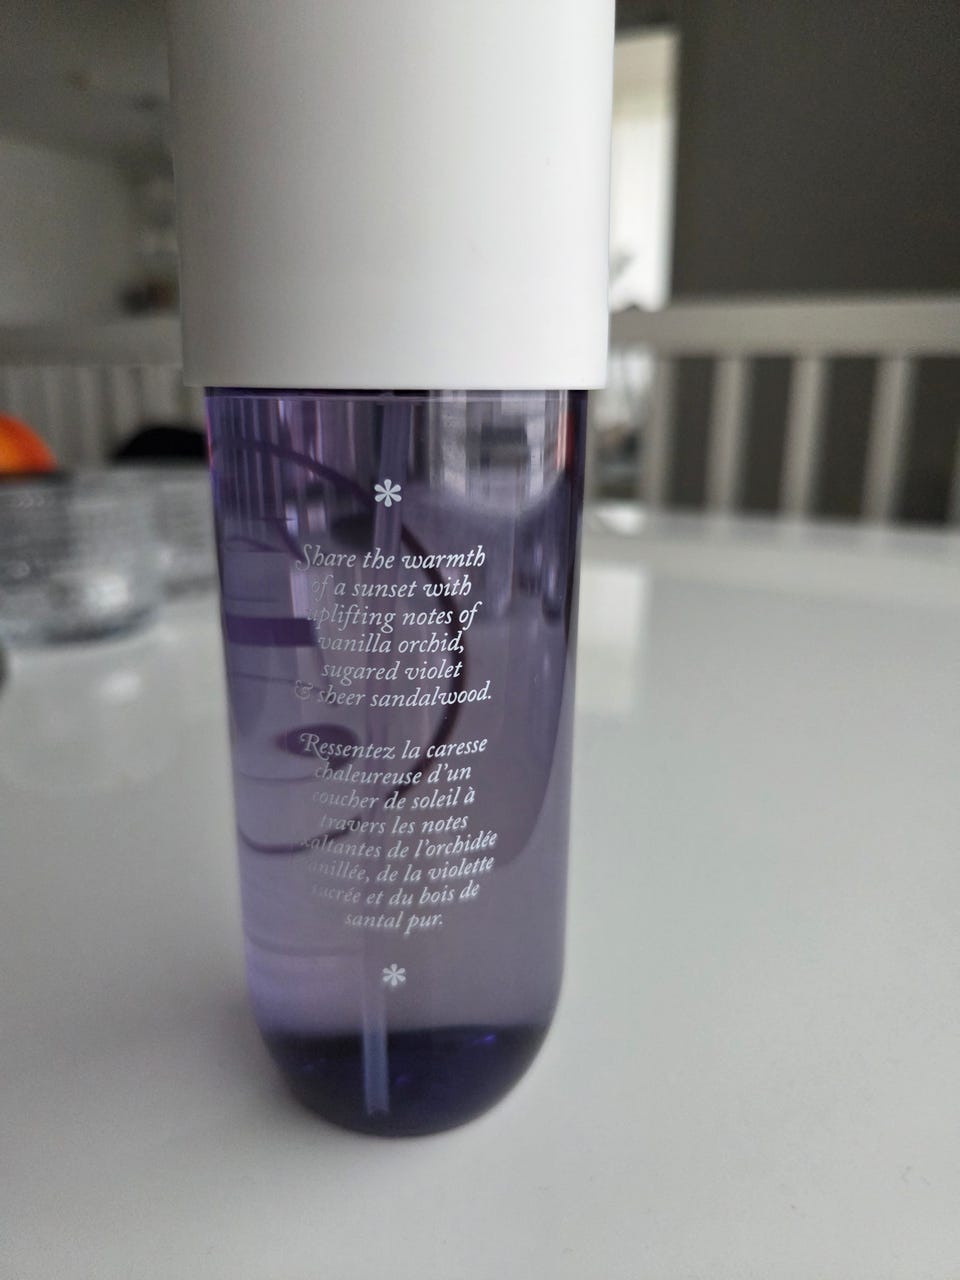 *
Share the warmth
of a sunset with
uplifting notes of
vanilla orchid,
sugared violet
& sheer sandalwood.
Ressentez la caresse
chaleureuse d'un
coucher de soleil à
travers les notes
exaltantes de l'orchidée
vanillée, de la violette
sucrée et du bois de
santal pur.
*